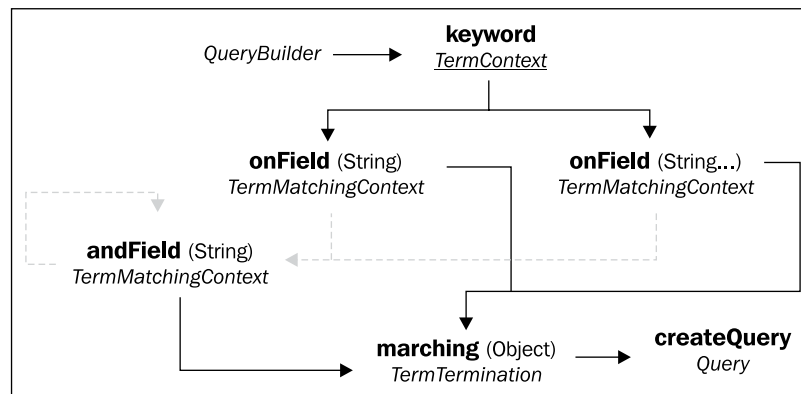 keyword
QueryBuilder
TermContext
onField (String)
TermMatchingContext
onField (String...)
TermMatchingContext
andField (String)
TermMatchingContext
marching (Object)
TermTermination
createQuery
Query